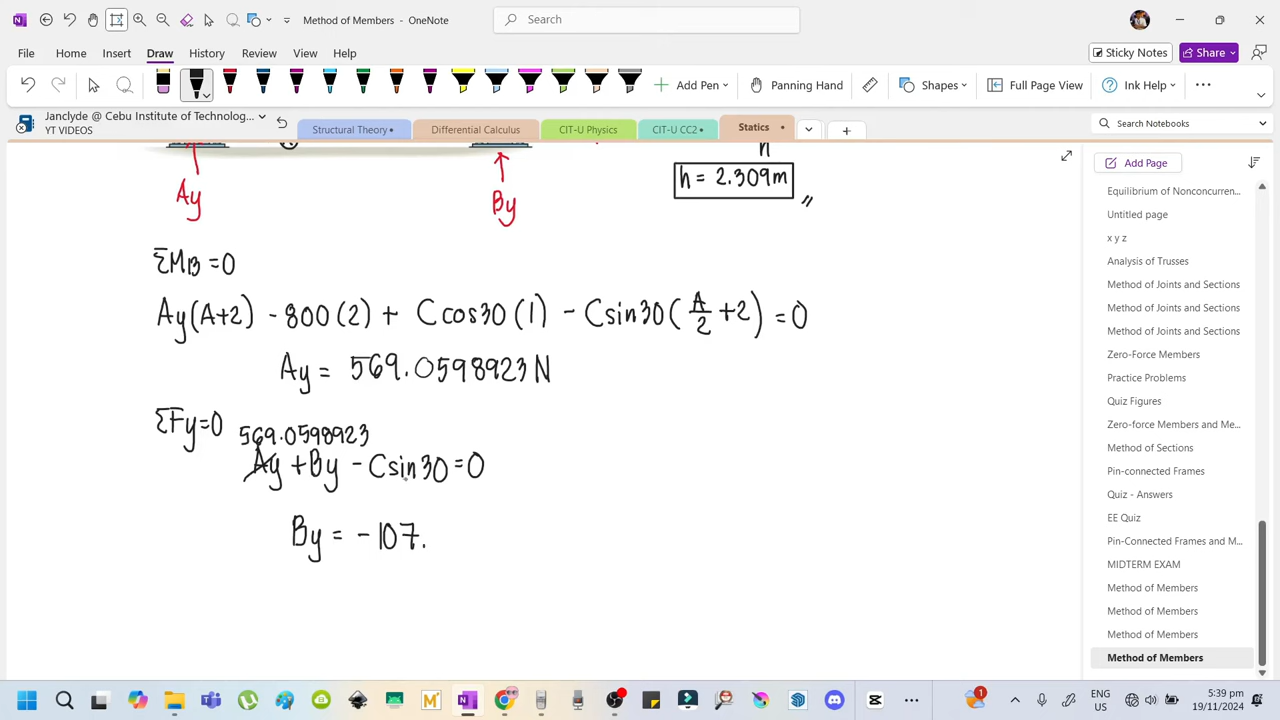 Method of Members - OneNote
Search
File Home Insert Draw History Review View Help
Sticky Notes
Share
Add Pen
Panning Hand
Shapes
Full Page View
Ink Help
Janclyde @ Cebu Institute of Technolog...
YT VIDEOS
Structural Theory
Differential Calculus
CIT-U Physics
CIT-U CC2
Statics
Search Notebooks
Add Page
Equilibrium of Nonconcurren...
Untitled page
x y z
Analysis of Trusses
Method of Joints and Sections
Method of Joints and Sections
Method of Joints and Sections
Zero-Force Members
Practice Problems
Quiz Figures
Zero-force Members and Me...
Method of Sections
Pin-connected Frames
Quiz - Answers
EE Quiz
Pin-Connected Frames and M...
MIDTERM EXAM
Method of Members
Method of Members
Method of Members
Method of Members
h
h = 2.309m
Ay
By
ΣMB = 0
Ay(A+2) - 800(2) + Ccos30(1) - Csin30(A/2 + 2) = 0
Ay = 569.0598923 N
ΣFy = 0
569.0598923
Ay + By - Csin30 = 0
By = -107.
ENG
PH
5:39 pm
19/11/2024
1